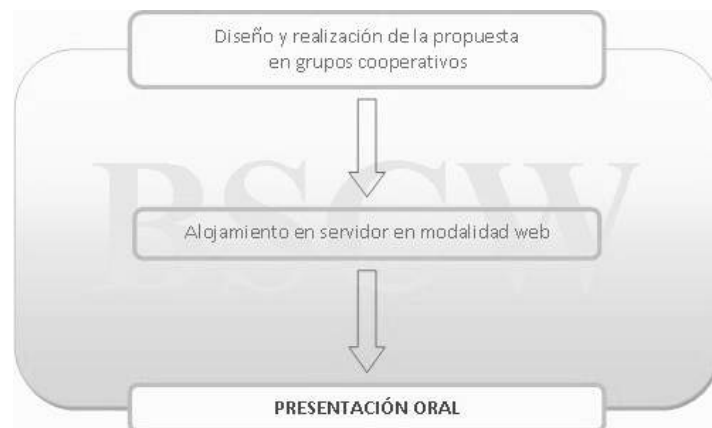 Diseño y realización de la propuesta
en grupos cooperativos
BSCW
Alojamiento en servidor en modalidad web
PRESENTACIÓN ORAL